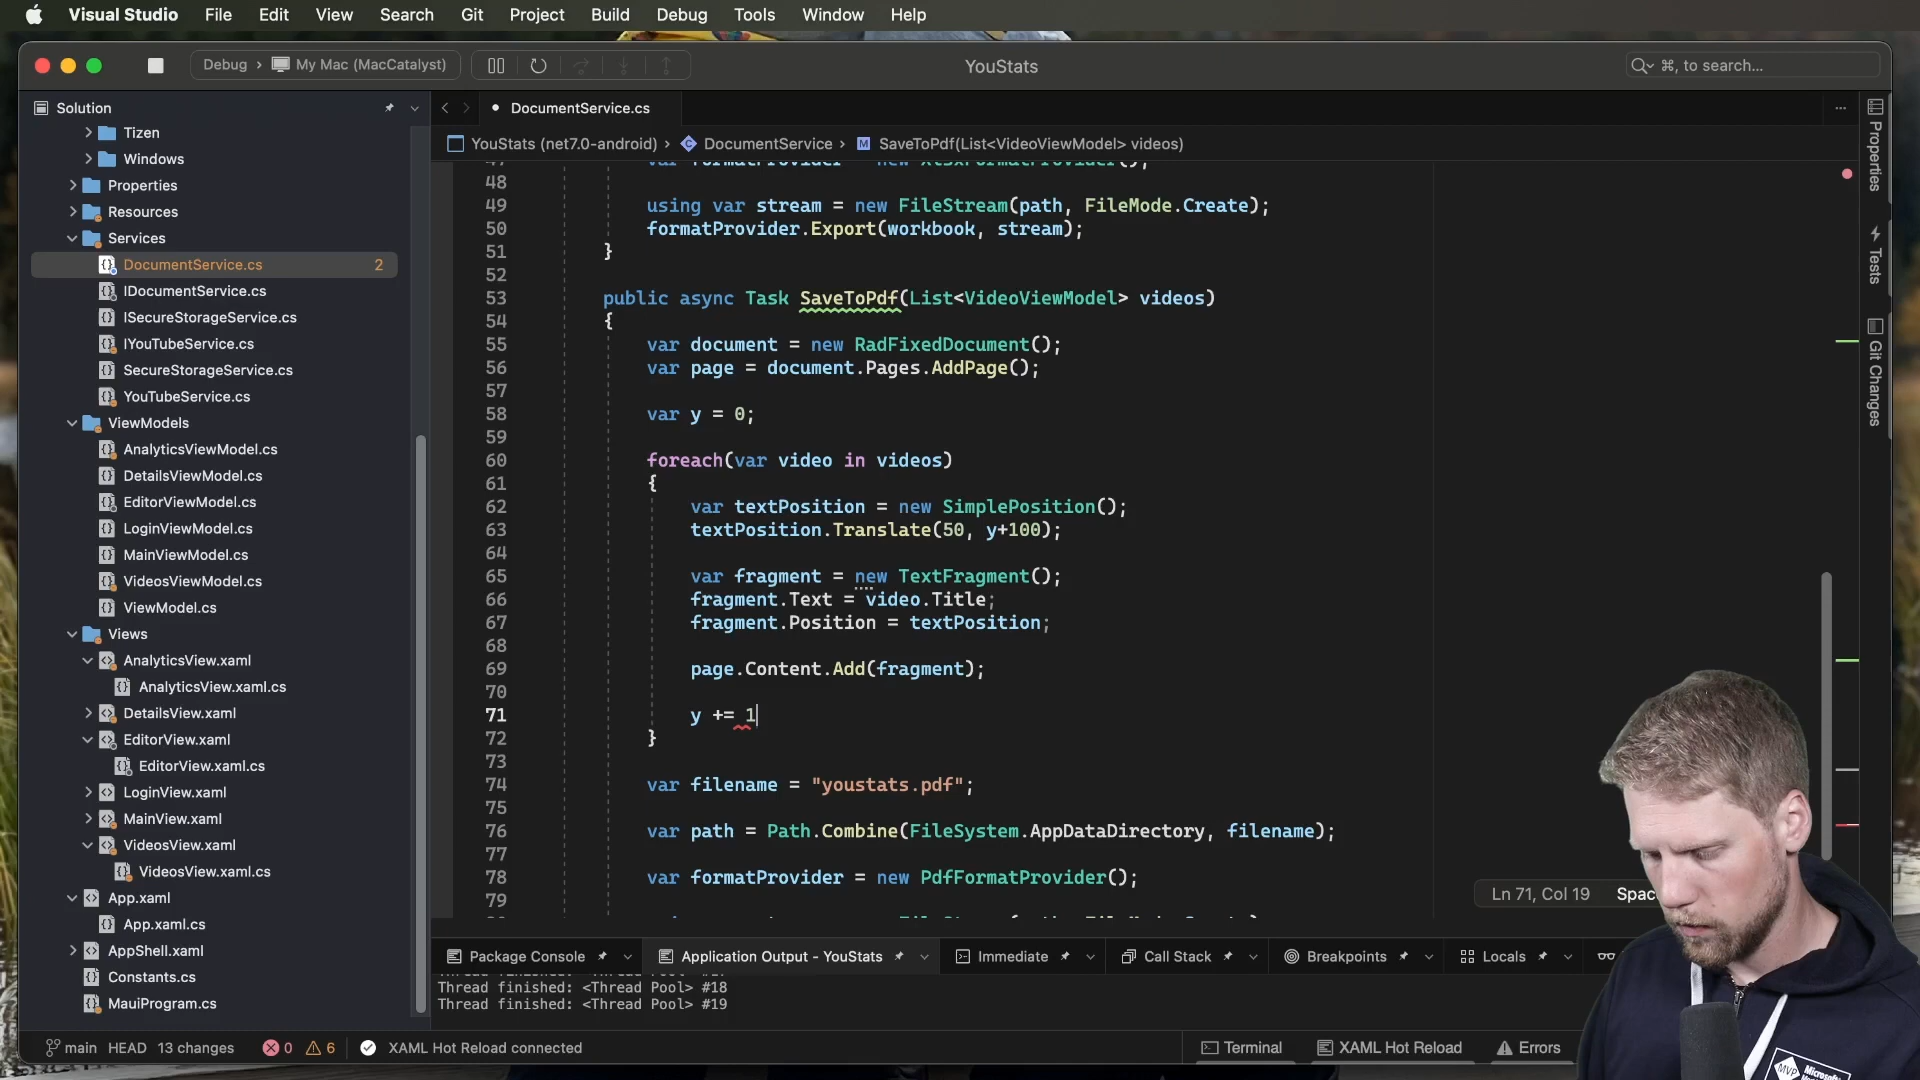 Visual Studio File Edit View Search Git Project Build Debug Tools Window Help
Debug › My Mac (MacCatalyst)
YouStats
⌘, to search...
Solution
Tizen
Windows
Properties
Resources
Services
DocumentService.cs 2
IDocumentService.cs
ISecureStorageService.cs
IYouTubeService.cs
SecureStorageService.cs
YouTubeService.cs
ViewModels
AnalyticsViewModel.cs
DetailsViewModel.cs
EditorViewModel.cs
LoginViewModel.cs
MainViewModel.cs
VideosViewModel.cs
ViewModel.cs
Views
AnalyticsView.xaml
AnalyticsView.xaml.cs
DetailsView.xaml
EditorView.xaml
EditorView.xaml.cs
LoginView.xaml
MainView.xaml
VideosView.xaml
VideosView.xaml.cs
App.xaml
App.xaml.cs
AppShell.xaml
Constants.cs
MauiProgram.cs
DocumentService.cs
YouStats (net7.0-android) › DocumentService › M SaveToPdf(List<VideoViewModel> videos)
48
49 using var stream = new FileStream(path, FileMode.Create);
50 formatProvider.Export(workbook, stream);
51 }
52
53 public async Task SaveToPdf(List<VideoViewModel> videos)
54 {
55 var document = new RadFixedDocument();
56 var page = document.Pages.AddPage();
57
58 var y = 0;
59
60 foreach(var video in videos)
61 {
62 var textPosition = new SimplePosition();
63 textPosition.Translate(50, y+100);
64
65 var fragment = new TextFragment();
66 fragment.Text = video.Title;
67 fragment.Position = textPosition;
68
69 page.Content.Add(fragment);
70
71 y += 1
72 }
73
74 var filename = "youstats.pdf";
75
76 var path = Path.Combine(FileSystem.AppDataDirectory, filename);
77
78 var formatProvider = new PdfFormatProvider();
79
Ln 71, Col 19
Properties
Tests
Git Changes
Package Console
Application Output - YouStats
Immediate
Call Stack
Breakpoints
Locals
Thread finished: <Thread Pool> #18
Thread finished: <Thread Pool> #19
main HEAD 13 changes 0 6 XAML Hot Reload connected
Terminal XAML Hot Reload Errors
MVP Microsoft